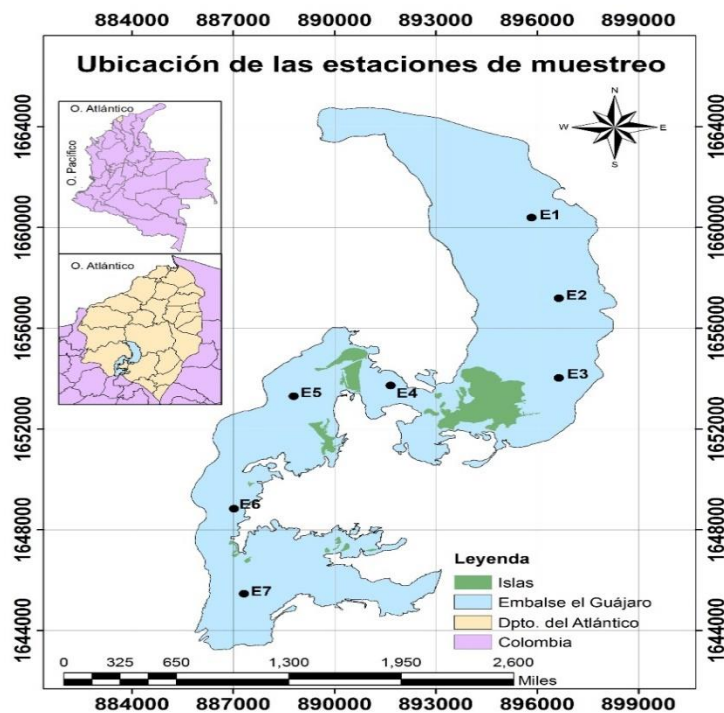 884000 887000 890000 893000 896000 899000
Ubicación de las estaciones de muestreo
O. Atlántico
O. Pacífico
O. Atlántico
N
W E
S
1664000
1660000
1656000
1652000
1648000
1644000
1664000
1660000
1656000
1652000
1648000
1644000
E1
E2
E3
E4
E5
E6
E7
Leyenda
Islas
Embalse el Guájaro
Dpto. del Atlántico
Colombia
0 325 650 1,300 1,950 2,600
Miles
884000 887000 890000 893000 896000 899000